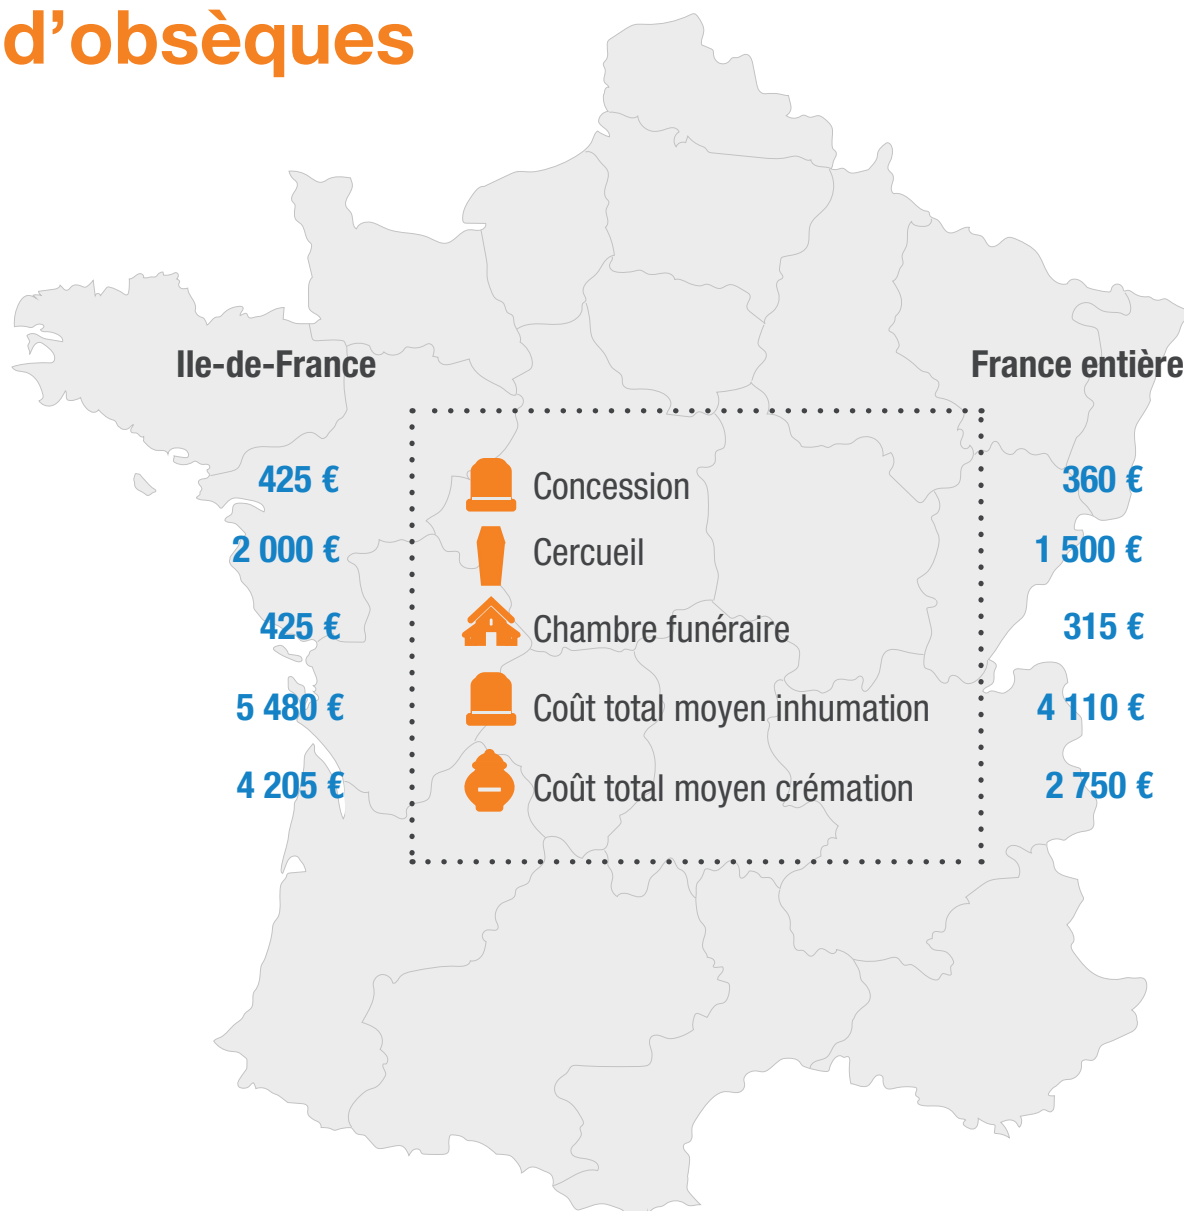 d’obsèques
Ile-de-France France entière
425 € Concession 360 €
2 000 € Cercueil 1 500 €
425 € Chambre funéraire 315 €
5 480 € Coût total moyen inhumation 4 110 €
4 205 € Coût total moyen crémation 2 750 €